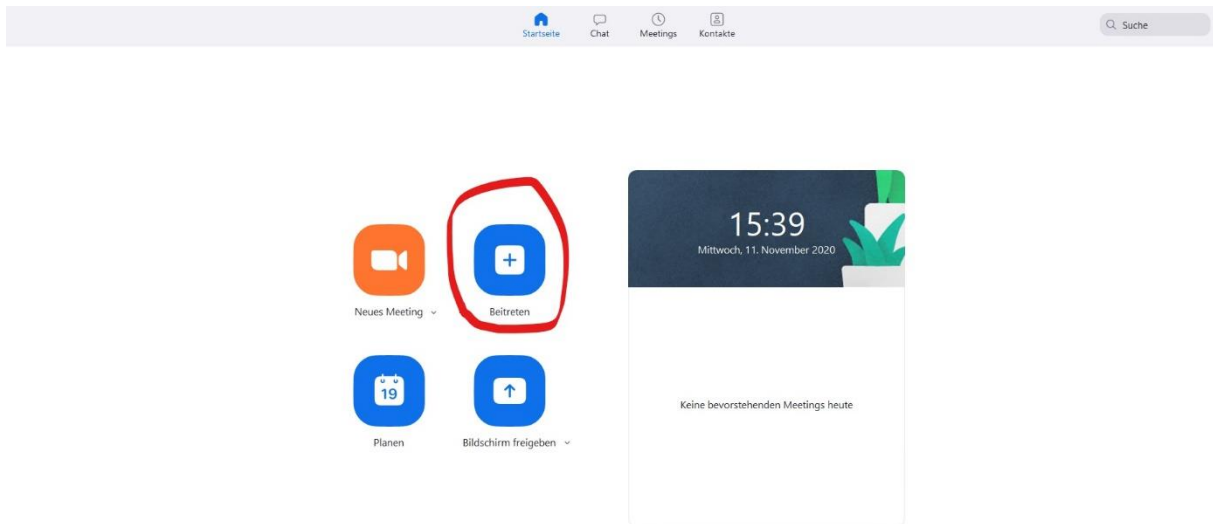 Startseite
Chat
Meetings
Kontakte
Suche
15:39
Mittwoch, 11. November 2020
Neues Meeting
Beitreten
19
Planen
Bildschirm freigeben
Keine bevorstehenden Meetings heute